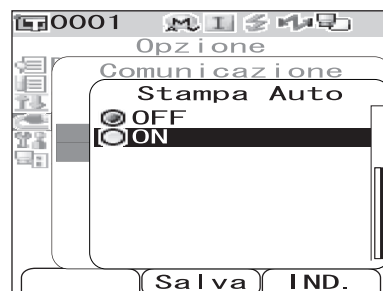 0001 M I
Opzione
Comunicazione
Stampa Auto
OFF
ON
Salva IND.